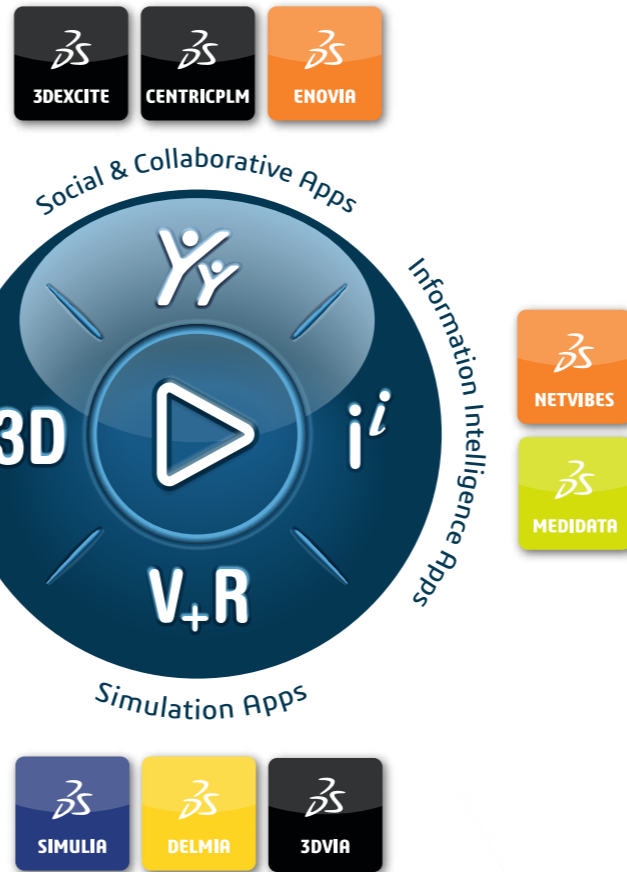 3DEXCITE
CENTRICPLM
ENOVIA
Social & Collaborative Apps
Information Intelligence Apps
3D
i i
V+R
NETVIBES
MEDIDATA
Simulation Apps
SIMULIA
DELMIA
3DVIA